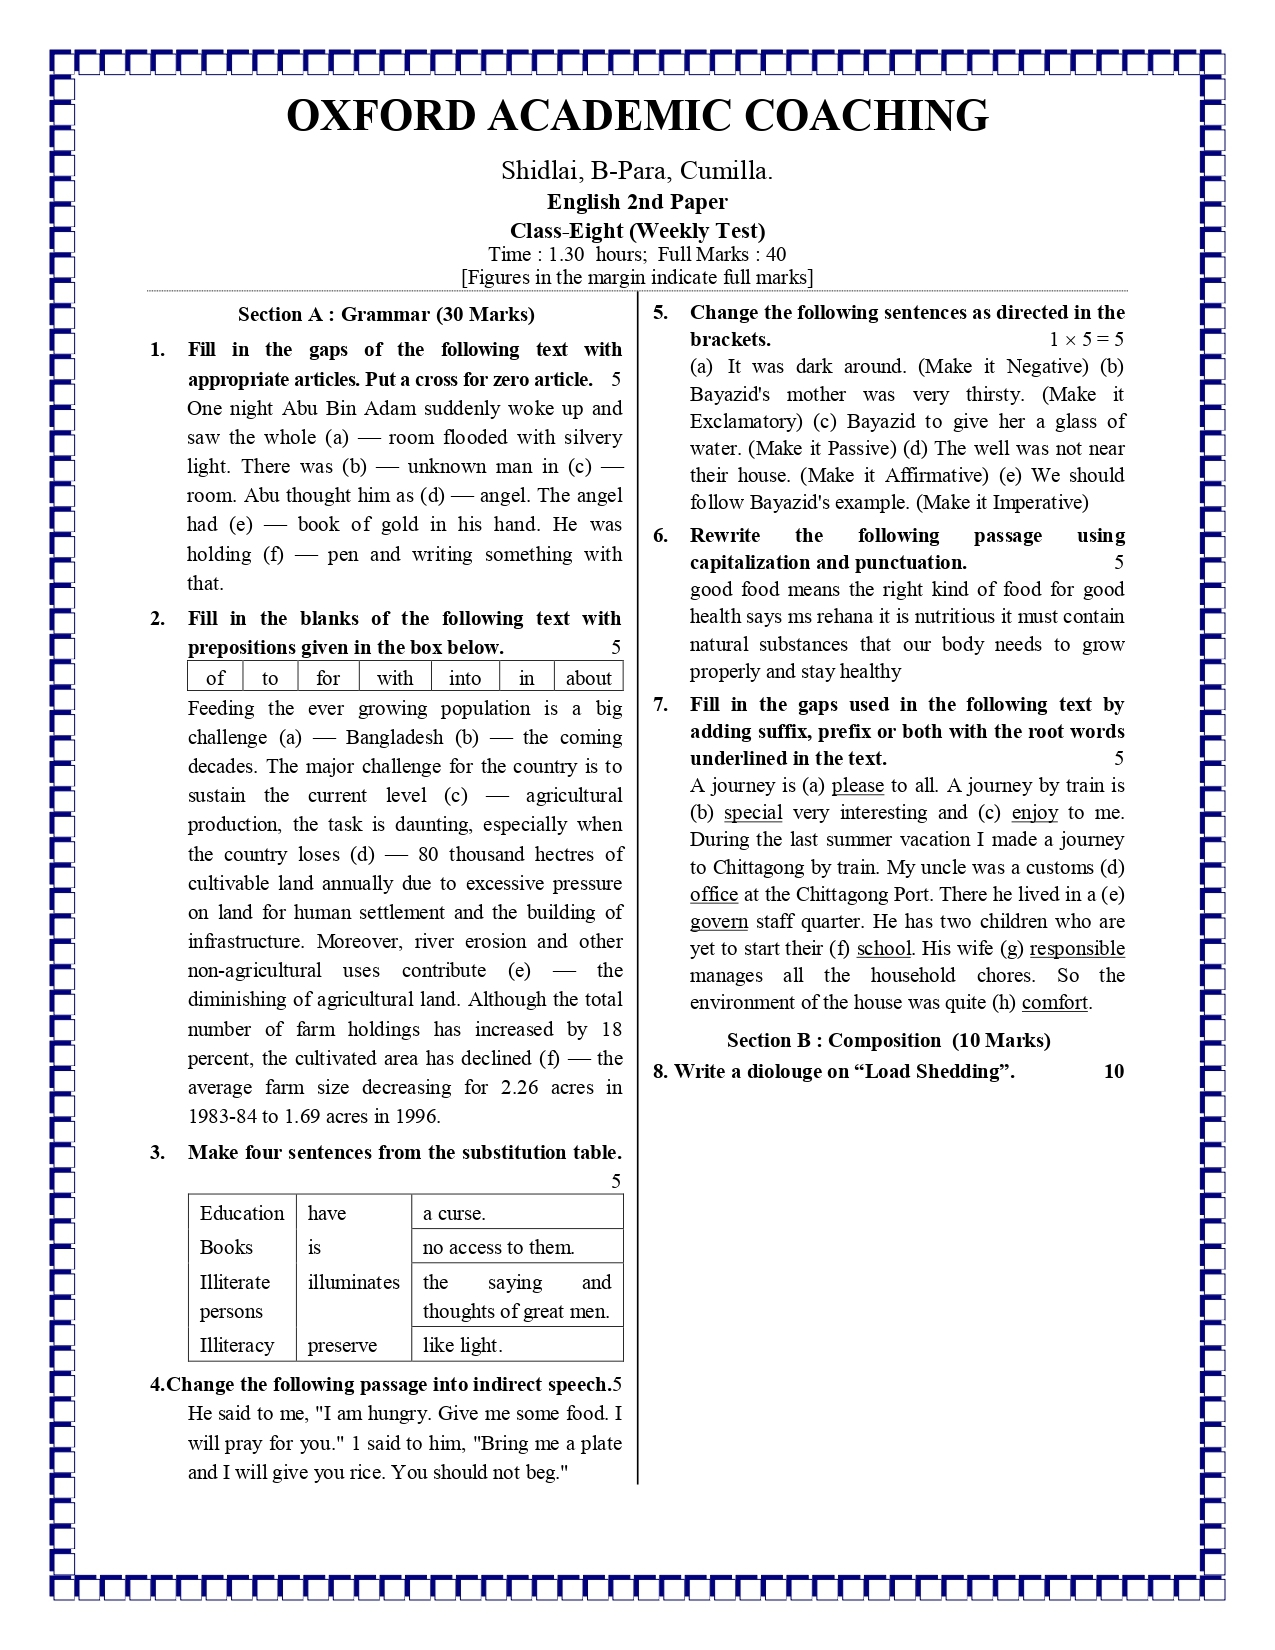 OXFORD ACADEMIC COACHING
Shidlai, B-Para, Cumilla.
English 2nd Paper
Class-Eight (Weekly Test)
Time : 1.30 hours; Full Marks : 40
[Figures in the margin indicate full marks]
Section A : Grammar (30 Marks)
1. Fill in the gaps of the following text with
appropriate articles. Put a cross for zero article. 5
One night Abu Bin Adam suddenly woke up and
saw the whole (a) — room flooded with silvery
light. There was (b) — unknown man in (c) —
room. Abu thought him as (d) — angel. The angel
had (e) — book of gold in his hand. He was
holding (f) — pen and writing something with
that.
2. Fill in the blanks of the following text with
prepositions given in the box below. 5
of to for with into in about
Feeding the ever growing population is a big
challenge (a) — Bangladesh (b) — the coming
decades. The major challenge for the country is to
sustain the current level (c) — agricultural
production, the task is daunting, especially when
the country loses (d) — 80 thousand hectres of
cultivable land annually due to excessive pressure
on land for human settlement and the building of
infrastructure. Moreover, river erosion and other
non-agricultural uses contribute (e) — the
diminishing of agricultural land. Although the total
number of farm holdings has increased by 18
percent, the cultivated area has declined (f) — the
average farm size decreasing for 2.26 acres in
1983-84 to 1.69 acres in 1996.
3. Make four sentences from the substitution table.
5
Education have a curse.
Books is no access to them.
Illiterate illuminates the saying and
persons thoughts of great men.
Illiteracy preserve like light.
4.Change the following passage into indirect speech.5
He said to me, "I am hungry. Give me some food. I
will pray for you." 1 said to him, "Bring me a plate
and I will give you rice. You should not beg."
5. Change the following sentences as directed in the
brackets. 1 × 5 = 5
(a) It was dark around. (Make it Negative) (b)
Bayazid's mother was very thirsty. (Make it
Exclamatory) (c) Bayazid to give her a glass of
water. (Make it Passive) (d) The well was not near
their house. (Make it Affirmative) (e) We should
follow Bayazid's example. (Make it Imperative)
6. Rewrite the following passage using
capitalization and punctuation. 5
good food means the right kind of food for good
health says ms rehana it is nutritious it must contain
natural substances that our body needs to grow
properly and stay healthy
7. Fill in the gaps used in the following text by
adding suffix, prefix or both with the root words
underlined in the text. 5
A journey is (a) please to all. A journey by train is
(b) special very interesting and (c) enjoy to me.
During the last summer vacation I made a journey
to Chittagong by train. My uncle was a customs (d)
office at the Chittagong Port. There he lived in a (e)
govern staff quarter. He has two children who are
yet to start their (f) school. His wife (g) responsible
manages all the household chores. So the
environment of the house was quite (h) comfort.
Section B : Composition (10 Marks)
8. Write a diolouge on “Load Shedding”. 10